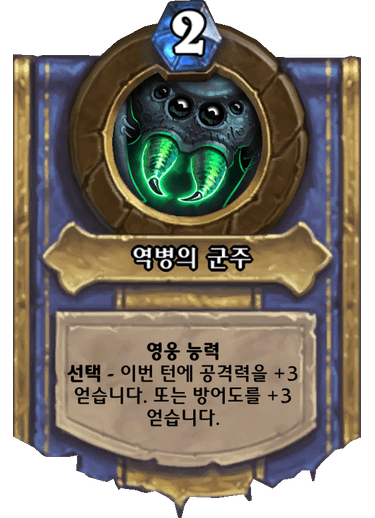 2
역병의 군주
영웅 능력
선택 - 이번 턴에 공격력을 +3
얻습니다. 또는 방어도를 +3
얻습니다.